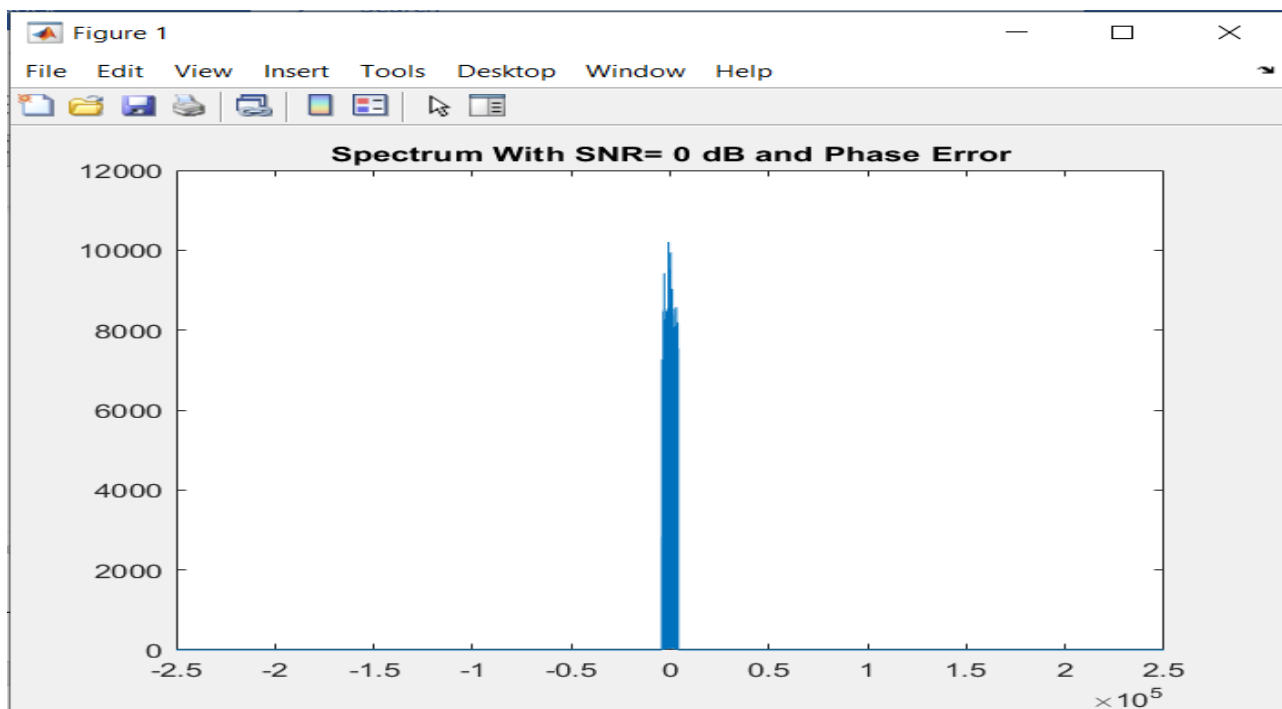 Figure 1
File Edit View Insert Tools Desktop Window Help
Spectrum With SNR= 0 dB and Phase Error
12000
10000
8000
6000
4000
2000
0
-2.5 -2 -1.5 -1 -0.5 0 0.5 1 1.5 2 2.5
×10⁵